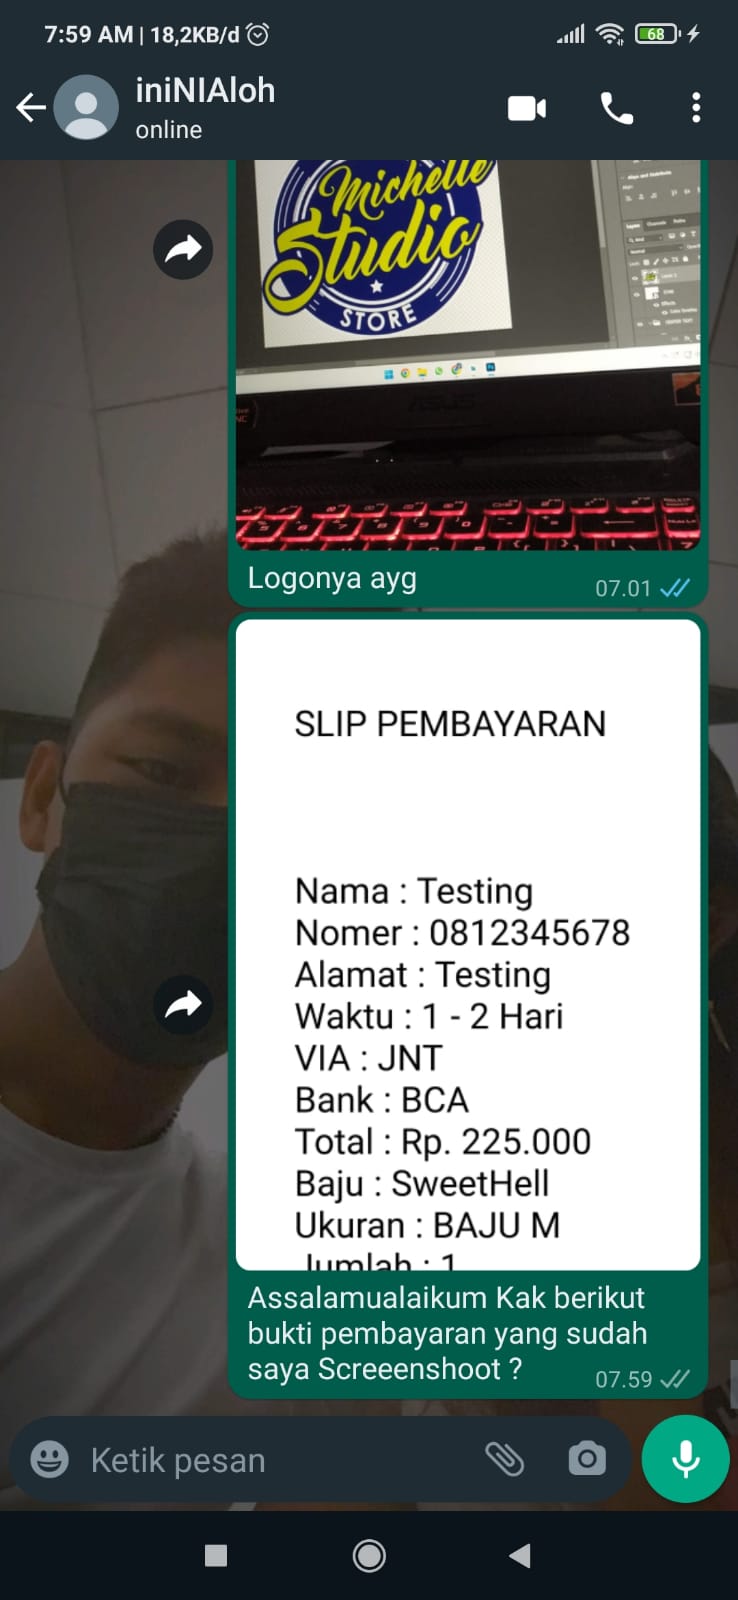 7:59 AM | 18,2KB/d
68
iniNIAloh
online
Michelle
Studio
STORE
ASUS
Logonya ayg
07.01
SLIP PEMBAYARAN
Nama : Testing
Nomer : 0812345678
Alamat : Testing
Waktu : 1 - 2 Hari
VIA : JNT
Bank : BCA
Total : Rp. 225.000
Baju : SweetHell
Ukuran : BAJU M
Jumlah : 1
Assalamualaikum Kak berikut
bukti pembayaran yang sudah
saya Screeenshoot ?
07.59
Ketik pesan